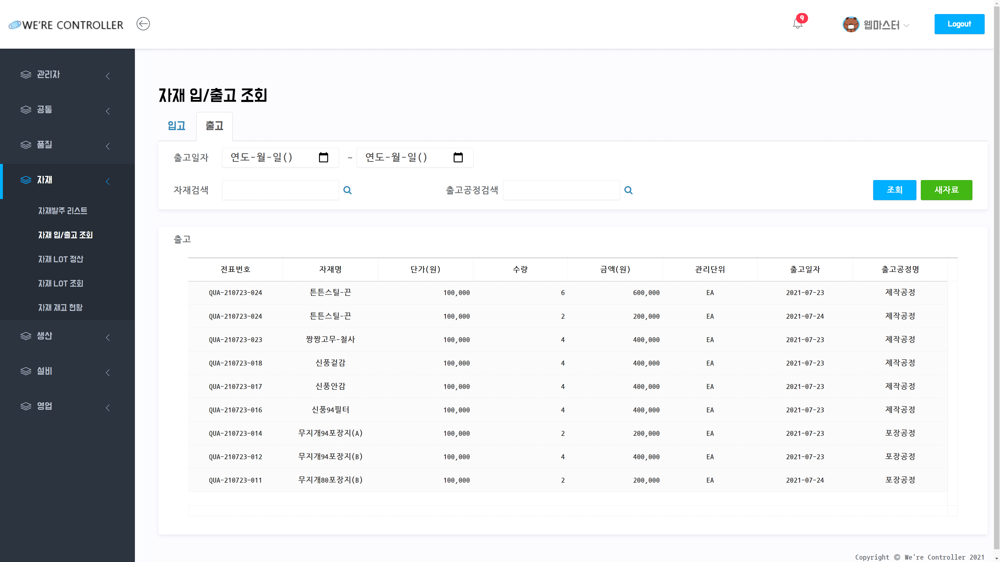 WE'RE CONTROLLER
9
웹마스터
Logout
관리자
공통
품질
자재
자재발주 리스트
자재 입/출고 조회
자재 LOT 정산
자재 LOT 조회
자재 재고 현황
생산
설비
영업
자재 입/출고 조회
입고 출고
출고일자 연도-월-일() ~ 연도-월-일()
자재검색 출고공정검색 조회 새자료
출고
전표번호 자재명 단가(원) 수량 금액(원) 관리단위 출고일자 출고공정명
QUA-210723-024 튼튼스틸-끈 100,000 6 600,000 EA 2021-07-23 제작공정
QUA-210723-024 튼튼스틸-끈 100,000 2 200,000 EA 2021-07-24 제작공정
QUA-210723-023 짱짱고무-철사 100,000 4 400,000 EA 2021-07-23 제작공정
QUA-210723-018 신풍겉감 100,000 4 400,000 EA 2021-07-23 제작공정
QUA-210723-017 신풍안감 100,000 4 400,000 EA 2021-07-23 제작공정
QUA-210723-016 신풍94필터 100,000 4 400,000 EA 2021-07-23 제작공정
QUA-210723-014 무지개94포장지(A) 100,000 2 200,000 EA 2021-07-23 포장공정
QUA-210723-012 무지개94포장지(B) 100,000 4 400,000 EA 2021-07-23 포장공정
QUA-210723-011 무지개80포장지(B) 100,000 2 200,000 EA 2021-07-24 포장공정
Copyright © We're Controller 2021